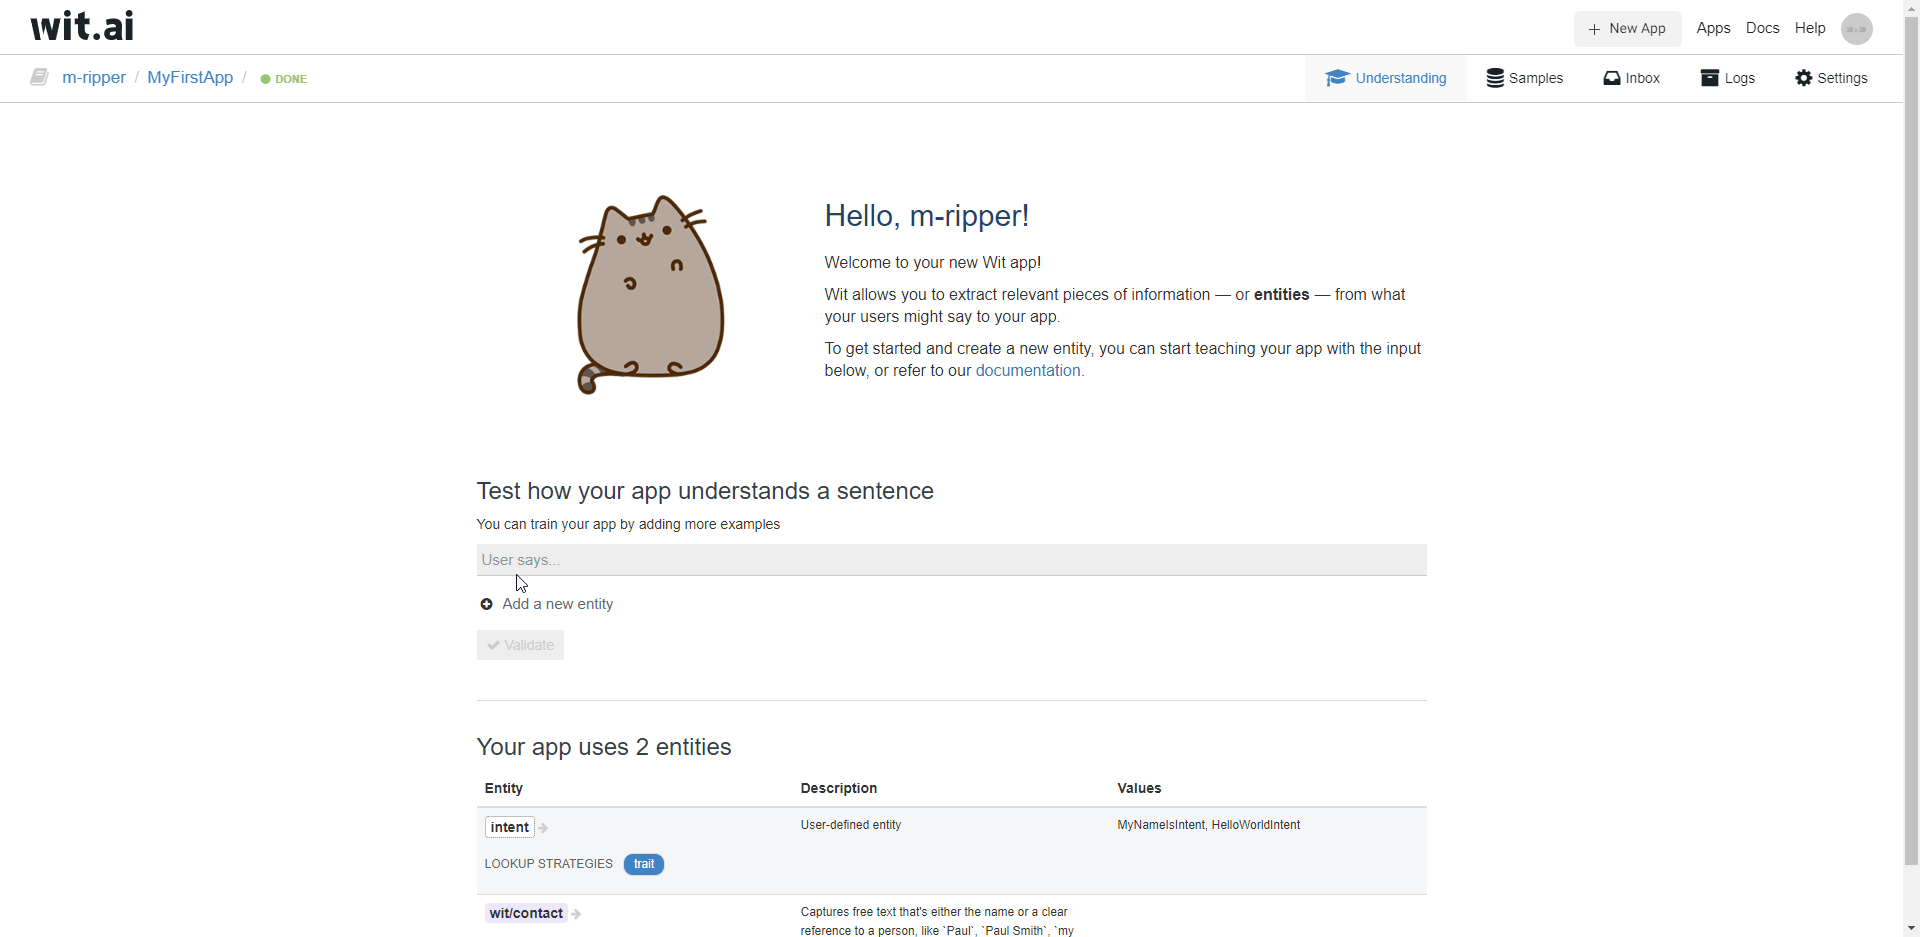 wit.ai
New App Apps Docs Help
m-ripper / MyFirstApp / DONE
Understanding Samples Inbox Logs Settings
Hello, m-ripper!
Welcome to your new Wit app!
Wit allows you to extract relevant pieces of information — or entities — from what
your users might say to your app.
To get started and create a new entity, you can start teaching your app with the input
below, or refer to our documentation.
Test how your app understands a sentence
You can train your app by adding more examples
User says...
Add a new entity
Validate
Your app uses 2 entities
Entity Description Values
intent User-defined entity MyNameIsIntent, HelloWorldIntent
LOOKUP STRATEGIES trait
wit/contact Captures free text that's either the name or a clear
reference to a person, like `Paul`, `Paul Smith`, `my